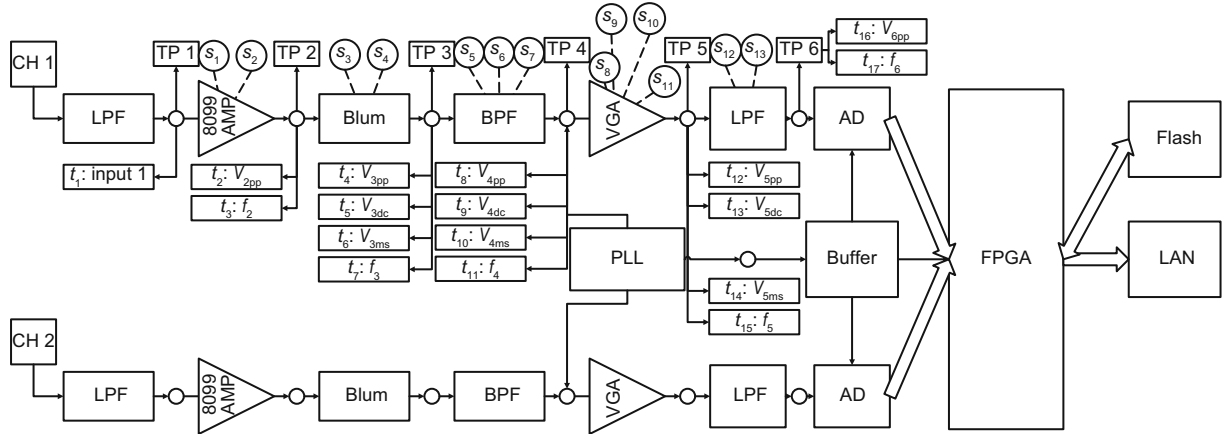 CH 1
TP 1
s1
s2
TP 2
s3
s4
TP 3
s5
s6
s7
TP 4
s9
s10
s8
s11
TP 5
s12
s13
TP 6
t16: V6pp
t17: f6
LPF
8099 AMP
Blum
BPF
VGA
LPF
AD
Flash
t1: input 1
t2: V2pp
t3: f2
t4: V3pp
t5: V3dc
t6: V3ms
t7: f3
t8: V4pp
t9: V4dc
t10: V4ms
t11: f4
t12: V5pp
t13: V5dc
PLL
Buffer
FPGA
LAN
t14: V5ms
t15: f5
CH 2
LPF
8099 AMP
Blum
BPF
VGA
LPF
AD